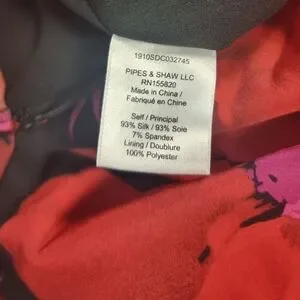 1910SDC032745
PIPES & SHAW LLC
RN155820
Made in China /
Fabriqué en Chine
Self / Principal
93% Silk / 93% Soie
7% Spandex
Lining / Doublure
100% Polyester